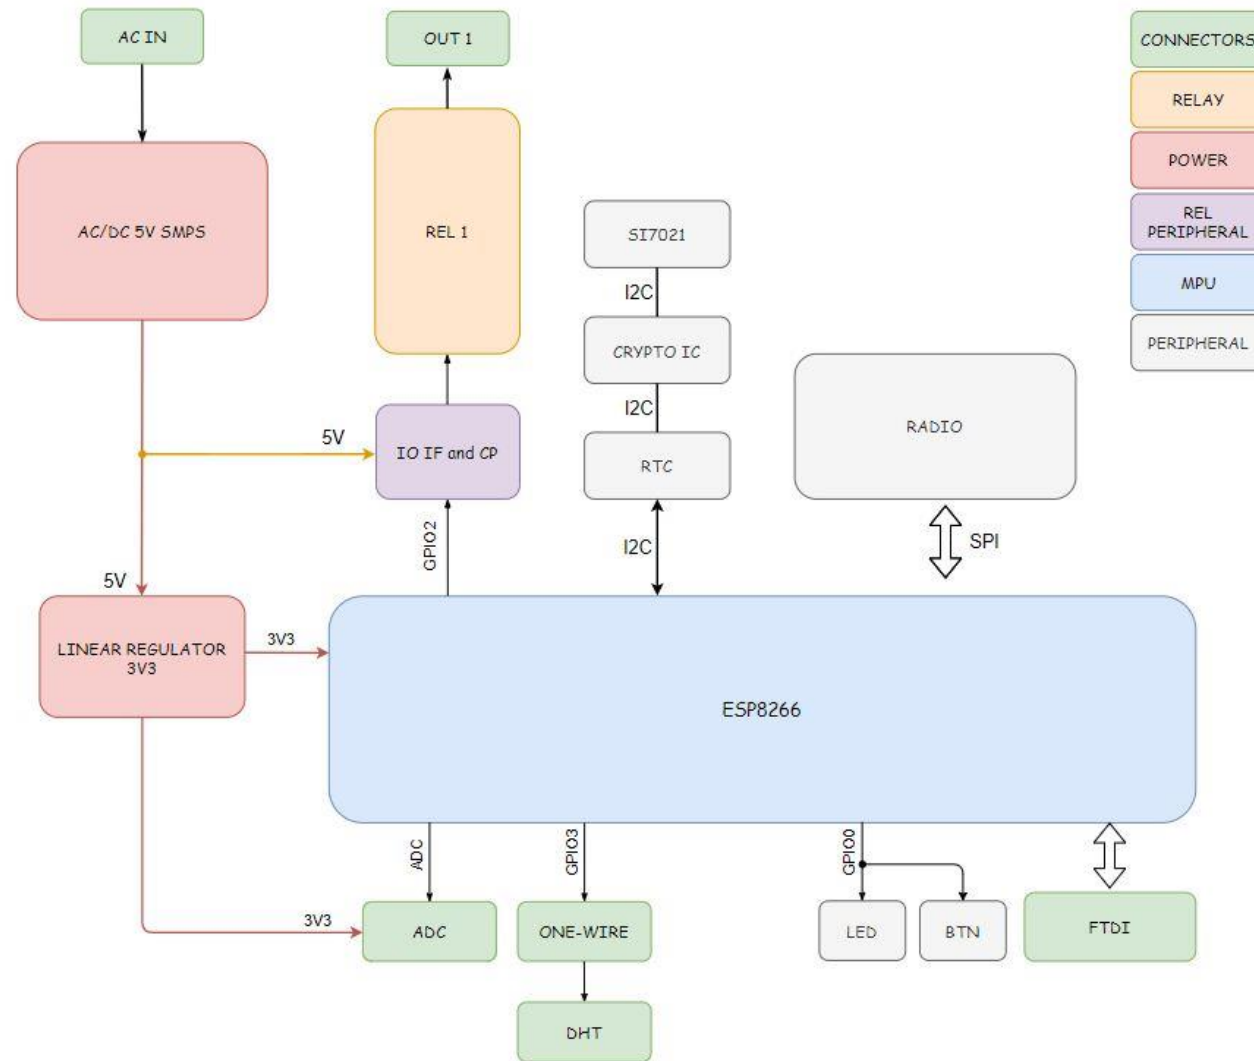 AC IN
OUT 1
CONNECTORS
RELAY
POWER
REL
PERIPHERAL
MPU
PERIPHERAL
AC/DC 5V SMPS
REL 1
SI7021
I2C
CRYPTO IC
I2C
RTC
RADIO
5V
IO IF and CP
GPIO2
I2C
SPI
5V
LINEAR REGULATOR
3V3
3V3
ESP8266
ADC
GPIO3
GPIO0
3V3
ADC
ONE-WIRE
LED
BTN
FTDI
DHT